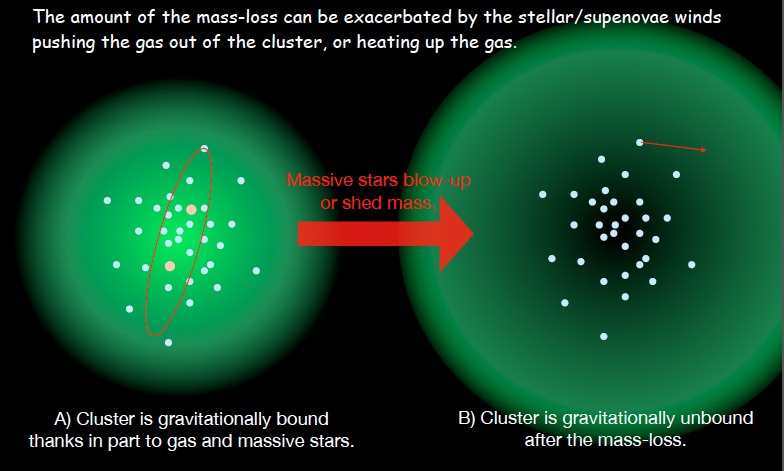 The amount of the mass-loss can be exacerbated by the stellar/supenovae winds
pushing the gas out of the cluster, or heating up the gas.
Massive stars blow-up
or shed mass.
A) Cluster is gravitationally bound
thanks in part to gas and massive stars.
B) Cluster is gravitationally unbound
after the mass-loss.